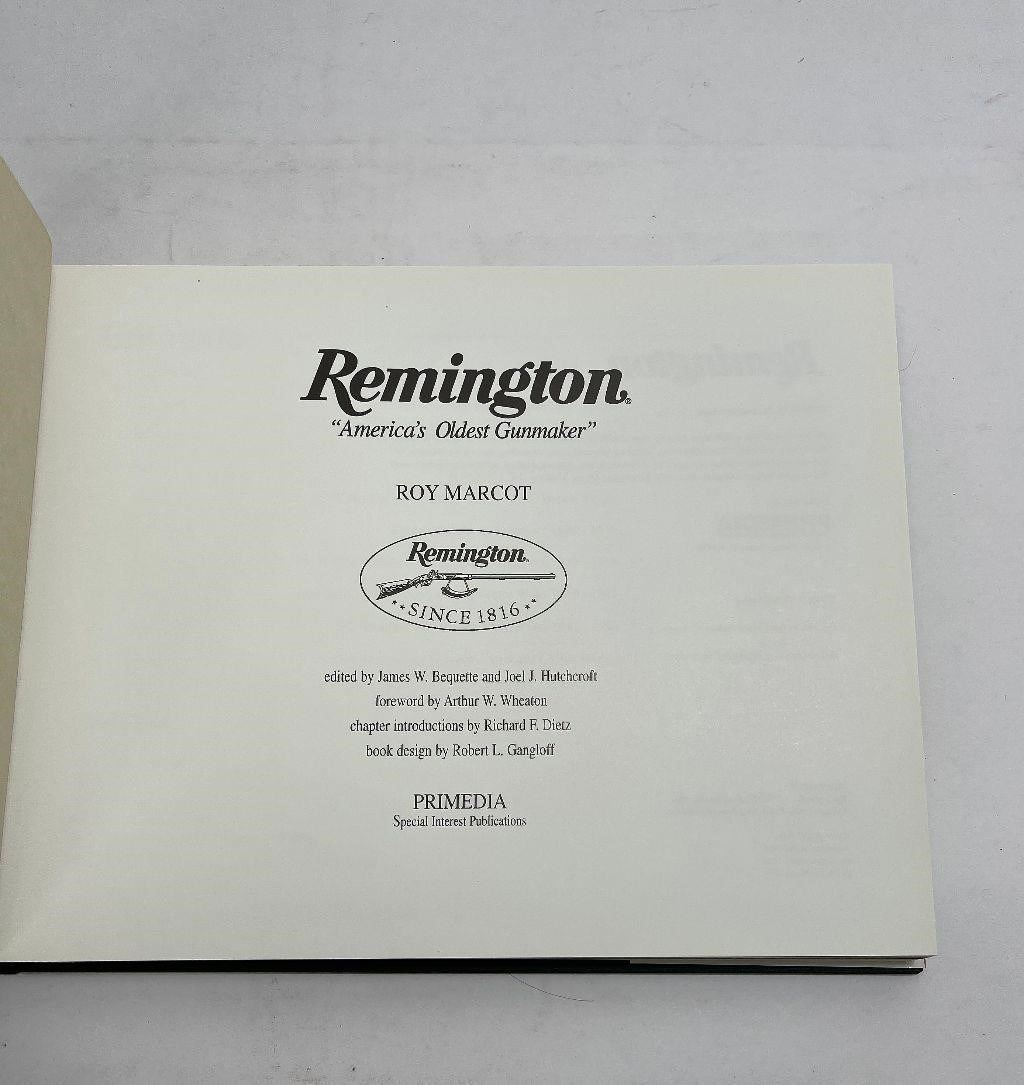 Remington®
“America's Oldest Gunmaker”
ROY MARCOT
Remington
SINCE 1816
edited by James W. Bequette and Joel J. Hutchcroft
foreword by Arthur W. Wheaton
chapter introductions by Richard F. Dietz
book design by Robert L. Gangloff
PRIMEDIA
Special Interest Publications